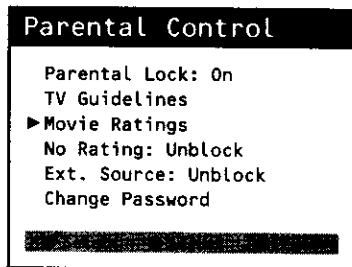 Parental Control
Parental Lock: On
TV Guidelines
▶Movie Ratings
No Rating: Unblock
Ext. Source: Unblock
Change Password